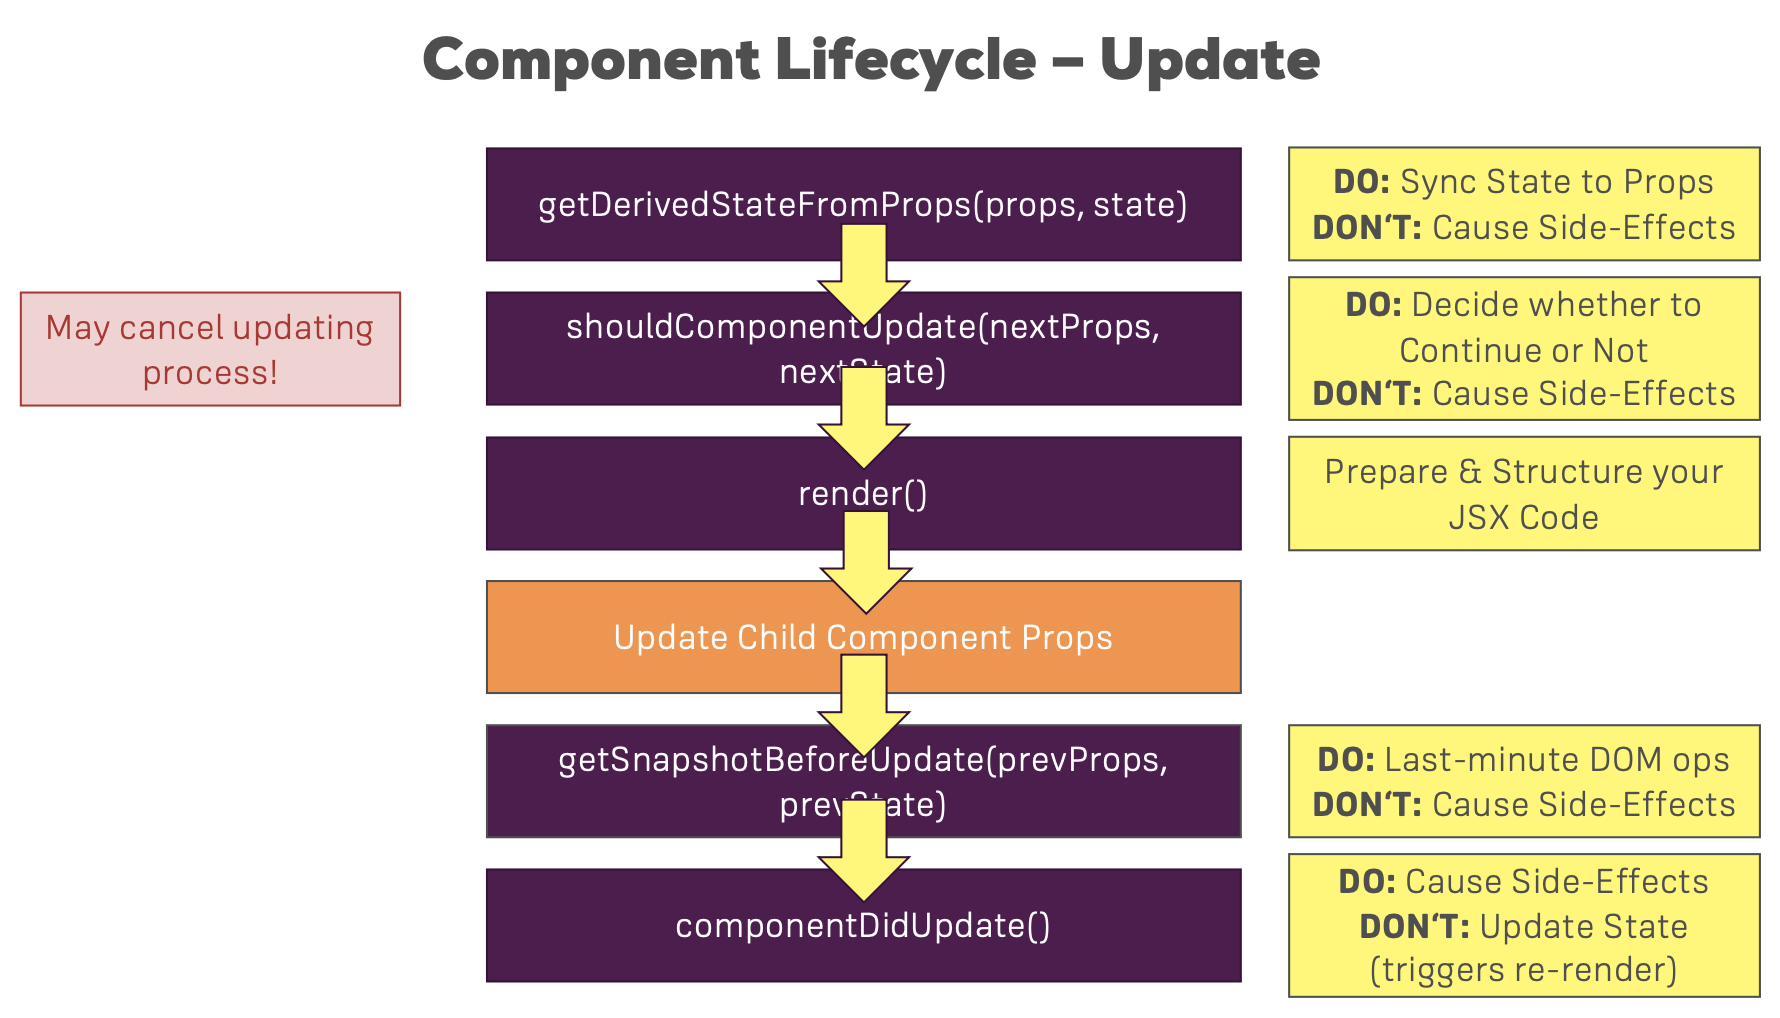 Component Lifecycle – Update
getDerivedStateFromProps(props, state)
DO: Sync State to Props
DON‘T: Cause Side-Effects
May cancel updating
process!
shouldComponentUpdate(nextProps,
nextState)
DO: Decide whether to
Continue or Not
DON‘T: Cause Side-Effects
render()
Prepare & Structure your
JSX Code
Update Child Component Props
getSnapshotBeforeUpdate(prevProps,
prevState)
DO: Last-minute DOM ops
DON‘T: Cause Side-Effects
componentDidUpdate()
DO: Cause Side-Effects
DON‘T: Update State
(triggers re-render)